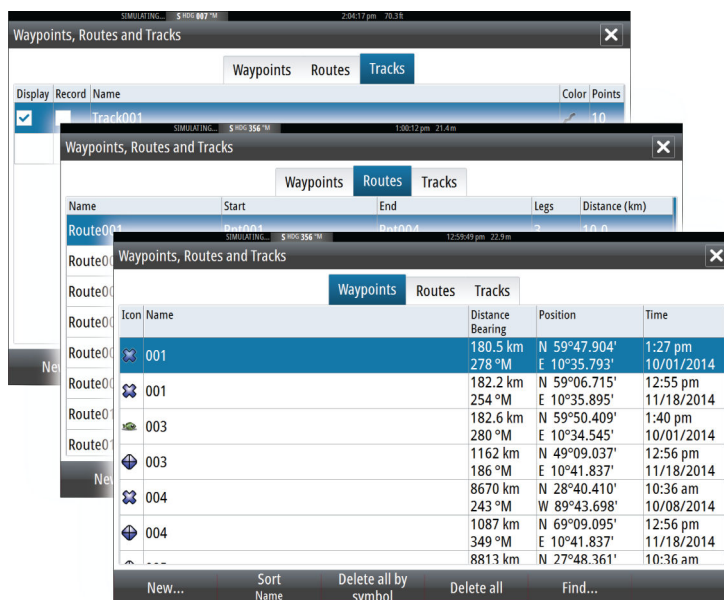 SIMULATING... S HDG 007 °M 2:04:17 pm 70.3 ft
Waypoints, Routes and Tracks
Waypoints Routes Tracks
Display Record Name Color Points
Track001 10
SIMULATING... S HDG 356 °M 1:00:12 pm 21.4 m
Waypoints, Routes and Tracks
Waypoints Routes Tracks
Name Start End Legs Distance (km)
Route001 Rpt001 Rpt004 3 10.0
SIMULATING... S HDG 356 °M 12:59:49 pm 22.9 m
Waypoints, Routes and Tracks
Waypoints Routes Tracks
Icon Name Distance Bearing Position Time
001 180.5 km N 59°47.904' 1:27 pm
278 °M E 10°35.793' 10/01/2014
001 182.2 km N 59°06.715' 12:55 pm
254 °M E 10°35.895' 11/18/2014
003 182.6 km N 59°50.409' 1:40 pm
280 °M E 10°34.545' 10/01/2014
003 1162 km N 49°09.037' 12:56 pm
186 °M E 10°41.837' 11/18/2014
004 8670 km N 28°40.410' 10:36 am
243 °M W 89°43.698' 10/08/2014
004 1087 km N 69°09.095' 12:56 pm
349 °M E 10°41.837' 11/18/2014
8813 km N 27°48.361' 10:36 am
New... Sort Name Delete all by symbol Delete all Find...